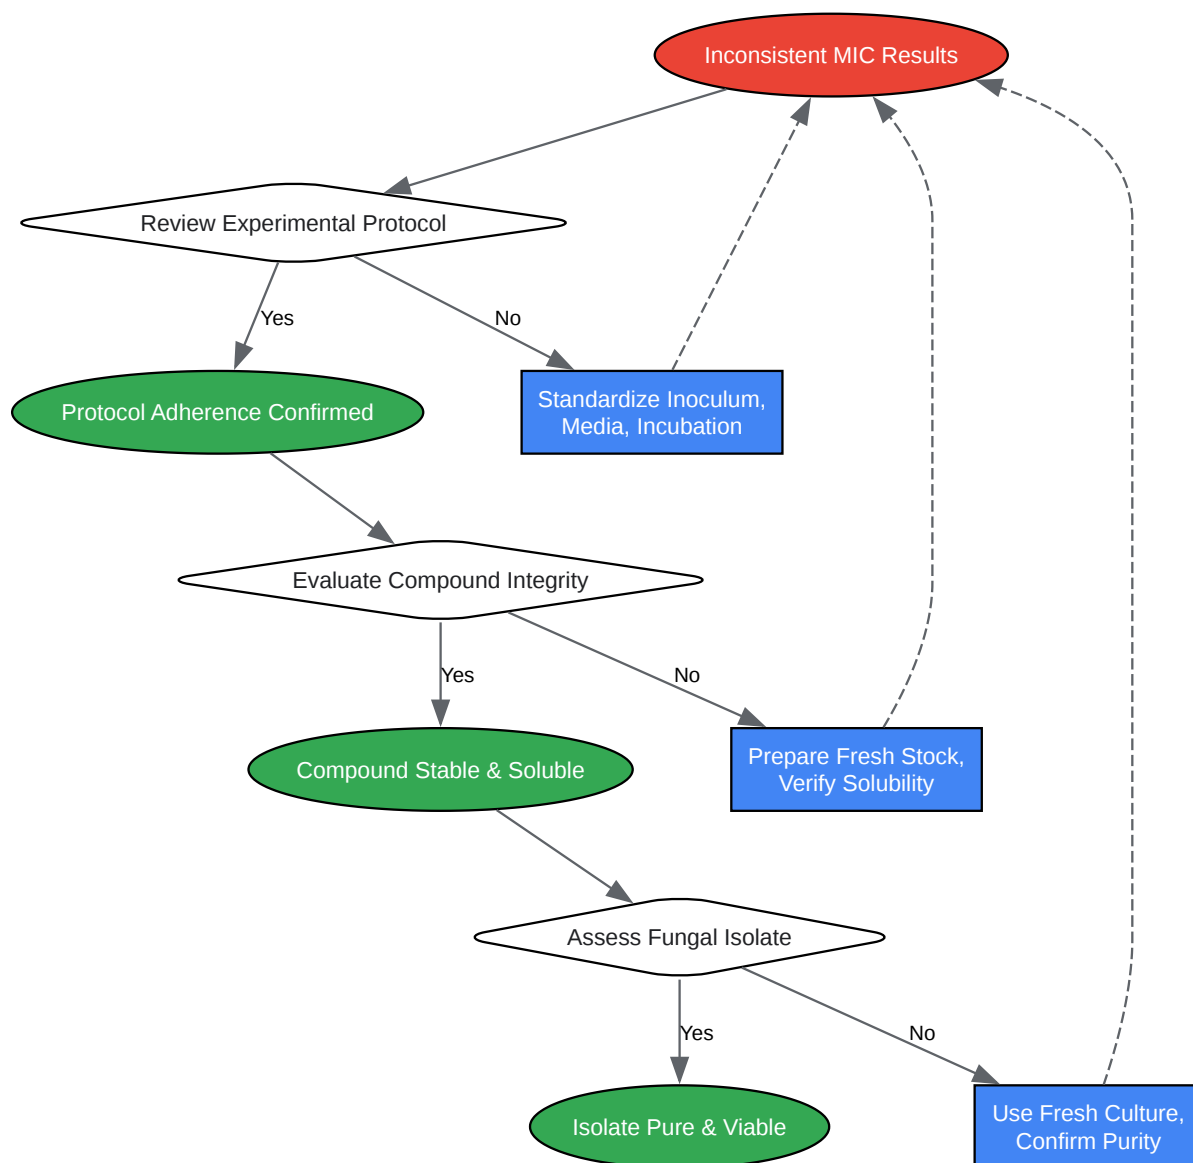 Inconsistent MIC Results
Review Experimental Protocol
Yes
No
Protocol Adherence Confirmed
Standardize Inoculum,
Media, Incubation
Evaluate Compound Integrity
Yes
No
Compound Stable & Soluble
Prepare Fresh Stock,
Verify Solubility
Assess Fungal Isolate
Yes
No
Isolate Pure & Viable
Use Fresh Culture,
Confirm Purity